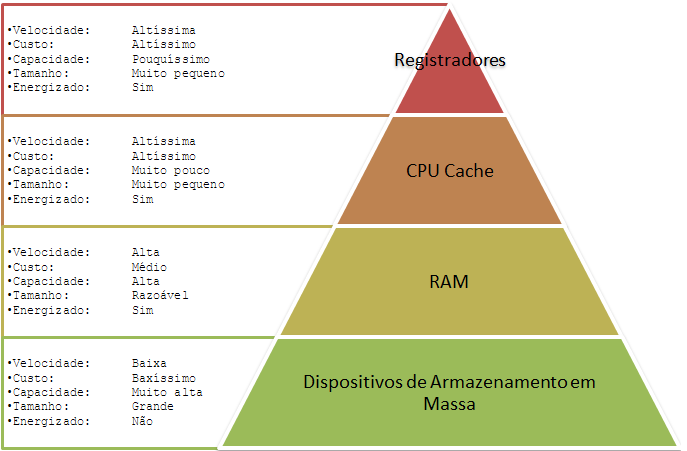 •Velocidade: Altíssima
•Custo: Altíssimo
•Capacidade: Pouquíssimo
•Tamanho: Muito pequeno
•Energizado: Sim
Registradores
•Velocidade: Altíssima
•Custo: Altíssimo
•Capacidade: Muito pouco
•Tamanho: Muito pequeno
•Energizado: Sim
CPU Cache
•Velocidade: Alta
•Custo: Médio
•Capacidade: Alta
•Tamanho: Razoável
•Energizado: Sim
RAM
•Velocidade: Baixa
•Custo: Baxíssimo
•Capacidade: Muito alta
•Tamanho: Grande
•Energizado: Não
Dispositivos de Armazenamento em
Massa